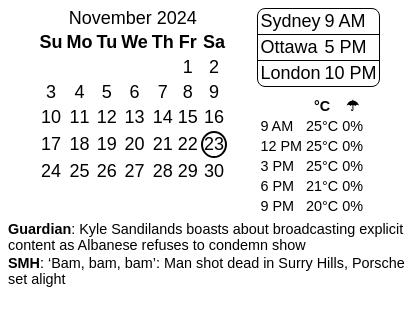 November 2024
Su Mo Tu We Th Fr Sa
1 2
3 4 5 6 7 8 9
10 11 12 13 14 15 16
17 18 19 20 21 22 23
24 25 26 27 28 29 30
Sydney 9 AM
Ottawa 5 PM
London 10 PM
°C ☂
9 AM 25°C 0%
12 PM 25°C 0%
3 PM 25°C 0%
6 PM 21°C 0%
9 PM 20°C 0%
Guardian: Kyle Sandilands boasts about broadcasting explicit
content as Albanese refuses to condemn show
SMH: ‘Bam, bam, bam’: Man shot dead in Surry Hills, Porsche
set alight